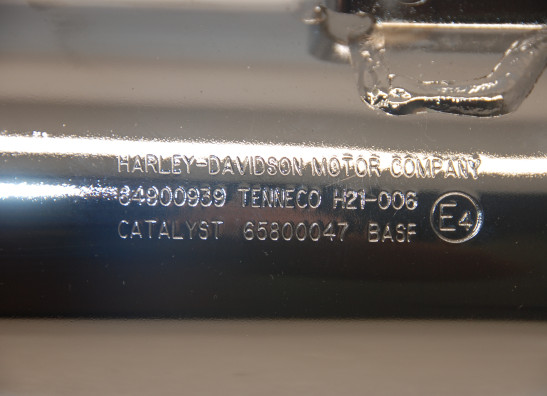 HARLEY-DAVIDSON MOTOR COMPANY
64900939 TENNECO H21-006
CATALYST 65800047 BASF
E4